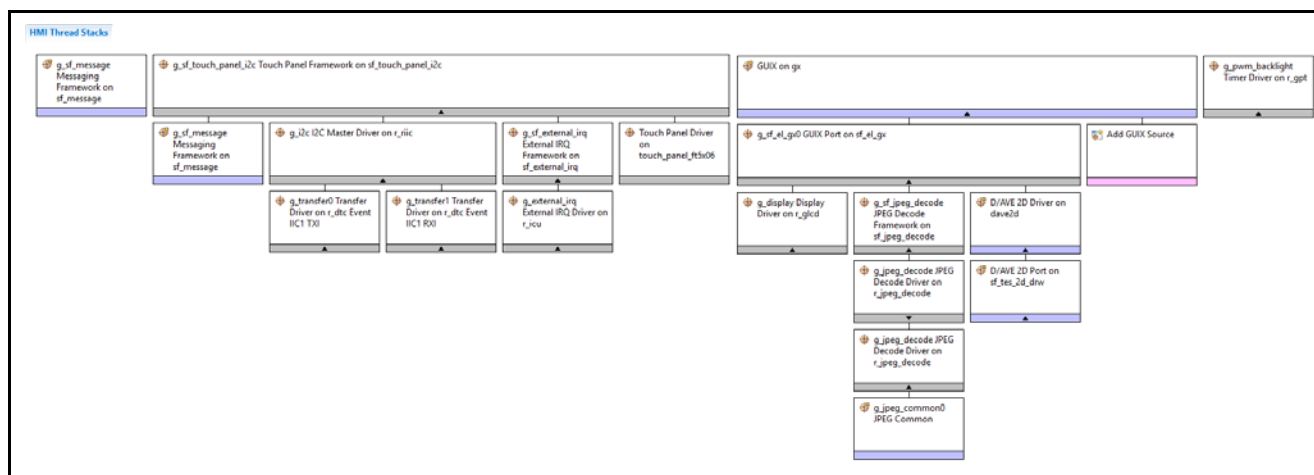 HMI Thread Stacks
g_sf_message
Messaging
Framework on
sf_message
g_sf_touch_panel_i2c Touch Panel Framework on sf_touch_panel_i2c
GUIX on gx
g_pwm_backlight
Timer Driver on r_gpt
g_sf_message
Messaging
Framework on
sf_message
g_i2c I2C Master Driver on r_riic
g_sf_external_irq
External IRQ
Framework on
sf_external_irq
Touch Panel Driver
on
touch_panel_ft5x06
g_sf_el_gx0 GUIX Port on sf_el_gx
Add GUIX Source
g_transfer0 Transfer
Driver on r_dtc Event
IIC1 TXI
g_transfer1 Transfer
Driver on r_dtc Event
IIC1 RXI
g_external_irq
External IRQ Driver on
r_icu
g_display Display
Driver on r_glcd
g_sf_jpeg_decode
JPEG Decode
Framework on
sf_jpeg_decode
D/AVE 2D Driver on
dave2d
g_jpeg_decode JPEG
Decode Driver on
r_jpeg_decode
D/AVE 2D Port on
sf_tes_2d_drw
g_jpeg_decode JPEG
Decode Driver on
r_jpeg_decode
g_jpeg_common0
JPEG Common